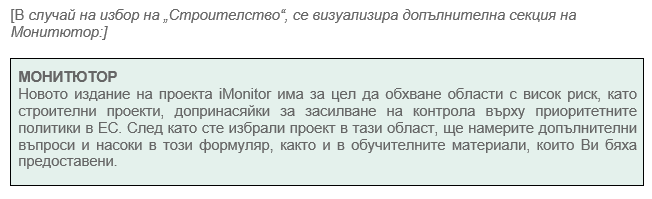 [В случай на избор на „Строителство“, се визуализира допълнителна секция на
Монитютор:]
МОНИТЮТОР
Новото издание на проекта iMonitor има за цел да обхване области с висок риск, като
строителни проекти, допринасяйки за засилване на контрола върху приоритетните
политики в ЕС. След като сте избрали проект в тази област, ще намерите допълнителни
въпроси и насоки в този формуляр, както и в обучителните материали, които Ви бяха
предоставени.